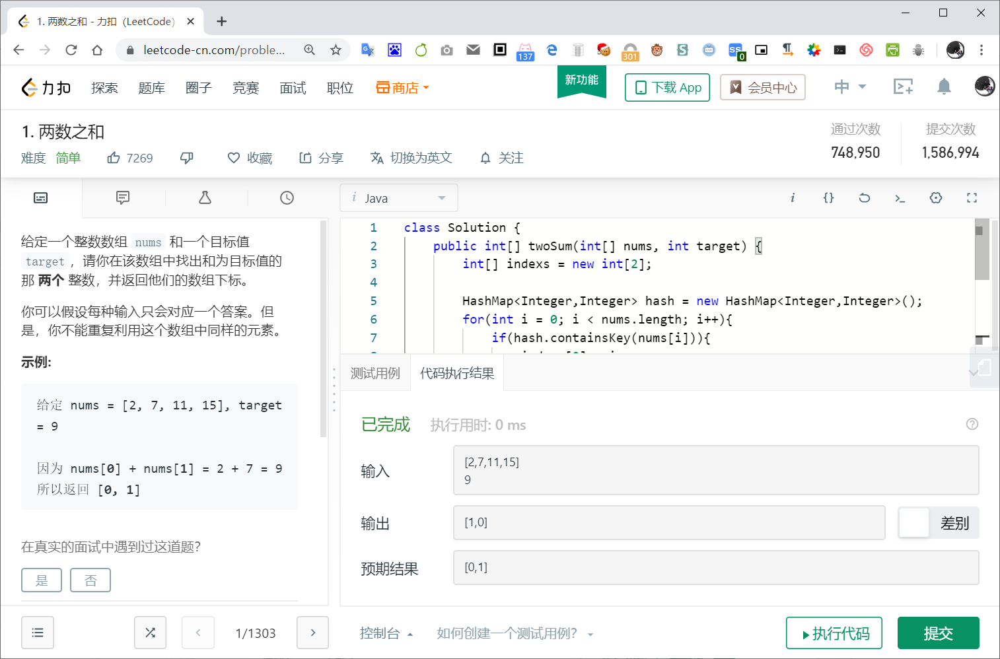 1. 两数之和 - 力扣（LeetCode）
leetcode-cn.com/proble...
137
301
0
力扣 探索 题库 圈子 竞赛 面试 职位 商店 新功能 下载 App 会员中心 中
1. 两数之和
难度 简单 7269 收藏 分享 切换为英文 关注
通过次数 提交次数
748,950 1,586,994
给定一个整数数组 nums 和一个目标值
target ，请你在该数组中找出和为目标值的
那 两个 整数，并返回他们的数组下标。
你可以假设每种输入只会对应一个答案。但
是，你不能重复利用这个数组中同样的元素。
示例:
给定 nums = [2, 7, 11, 15], target
= 9
因为 nums[0] + nums[1] = 2 + 7 = 9
所以返回 [0, 1]
在真实的面试中遇到过这道题?
是 否
1/1303
i Java
1 class Solution {
2 public int[] twoSum(int[] nums, int target) {
3 int[] indexs = new int[2];
4
5 HashMap<Integer,Integer> hash = new HashMap<Integer,Integer>();
6 for(int i = 0; i < nums.length; i++){
7 if(hash.containsKey(nums[i])){
测试用例 代码执行结果
已完成 执行用时: 0 ms
输入
[2,7,11,15]
9
输出 [1,0] 差别
预期结果 [0,1]
控制台 如何创建一个测试用例? 执行代码 提交